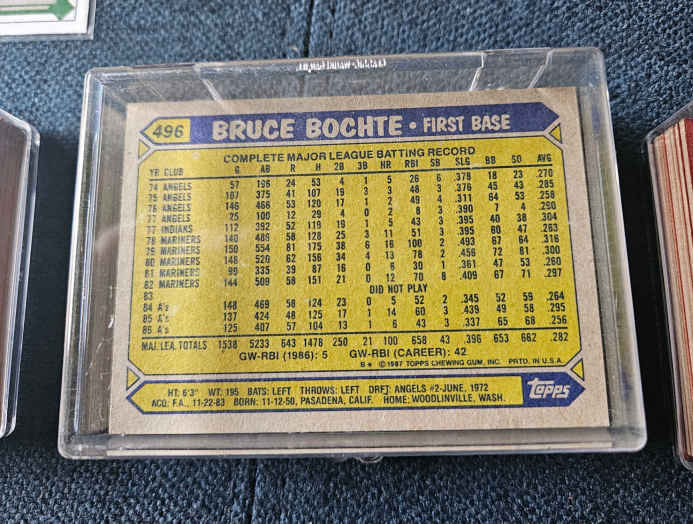 496 BRUCE BOCHTE • FIRST BASE
COMPLETE MAJOR LEAGUE BATTING RECORD
YR CLUB G AB R H 2B 3B HR RBI SB SLG BB SO AVG
74 ANGELS 57 196 24 53 4 1 5 26 6 .378 18 23 .270
75 ANGELS 107 375 41 107 19 3 3 48 3 .376 45 43 .285
76 ANGELS 146 466 53 120 17 1 2 49 4 .311 64 53 .258
77 ANGELS 25 100 12 29 4 0 2 8 3 .390 7 4 .290
77 INDIANS 112 392 52 119 19 1 5 43 3 .395 40 38 .304
78 MARINERS 140 486 58 128 25 3 11 51 3 .395 60 47 .263
79 MARINERS 150 554 81 175 38 6 16 100 2 .493 67 64 .316
80 MARINERS 148 520 62 156 34 4 13 78 2 .456 72 81 .300
81 MARINERS 99 335 39 87 16 0 6 30 1 .361 47 53 .260
82 MARINERS 144 509 58 151 21 0 12 70 8 .409 67 71 .297
83 DID NOT PLAY
84 A's 148 469 58 124 23 0 5 52 2 .345 52 59 .264
85 A's 137 424 48 125 17 1 14 60 3 .439 49 58 .295
86 A's 125 407 57 104 13 1 6 43 3 .337 65 68 .256
MAJ. LEA. TOTALS 1538 5233 643 1478 250 21 100 658 43 .396 653 662 .282
GW-RBI (1986): 5 GW-RBI (CAREER): 42
B★ ©1987 TOPPS CHEWING GUM, INC. PRTD. IN U.S.A.
HT: 6'3" WT: 195 BATS: LEFT THROWS: LEFT DRFT: ANGELS #2-JUNE, 1972
ACQ: F.A., 11-22-83 BORN: 11-12-50, PASADENA, CALIF. HOME: WOODLINVILLE, WASH.
Topps